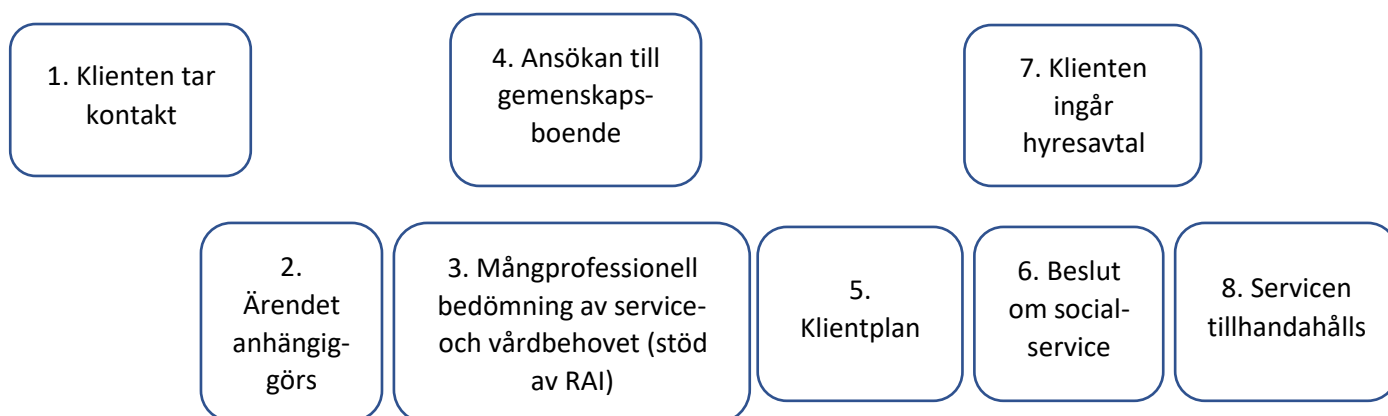 1. Klienten tar
kontakt
4. Ansökan till
gemenskaps-
boende
7. Klienten
ingår
hyresavtal
2.
Ärendet
anhängig-
görs
3. Mångprofessionell
bedömning av service-
och vårdbehovet (stöd
av RAI)
5.
Klientplan
6. Beslut
om social-
service
8. Servicen
tillhandahålls